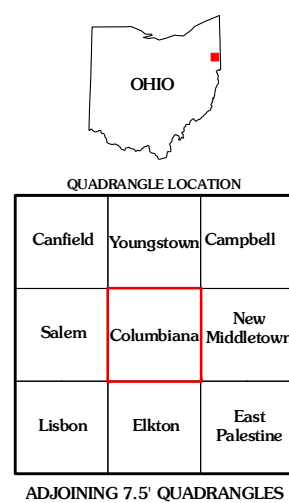 OHIO
QUADRANGLE LOCATION
Canfield Youngstown Campbell
Salem Columbiana New Middletown
Lisbon Elkton East Palestine
ADJOINING 7.5' QUADRANGLES